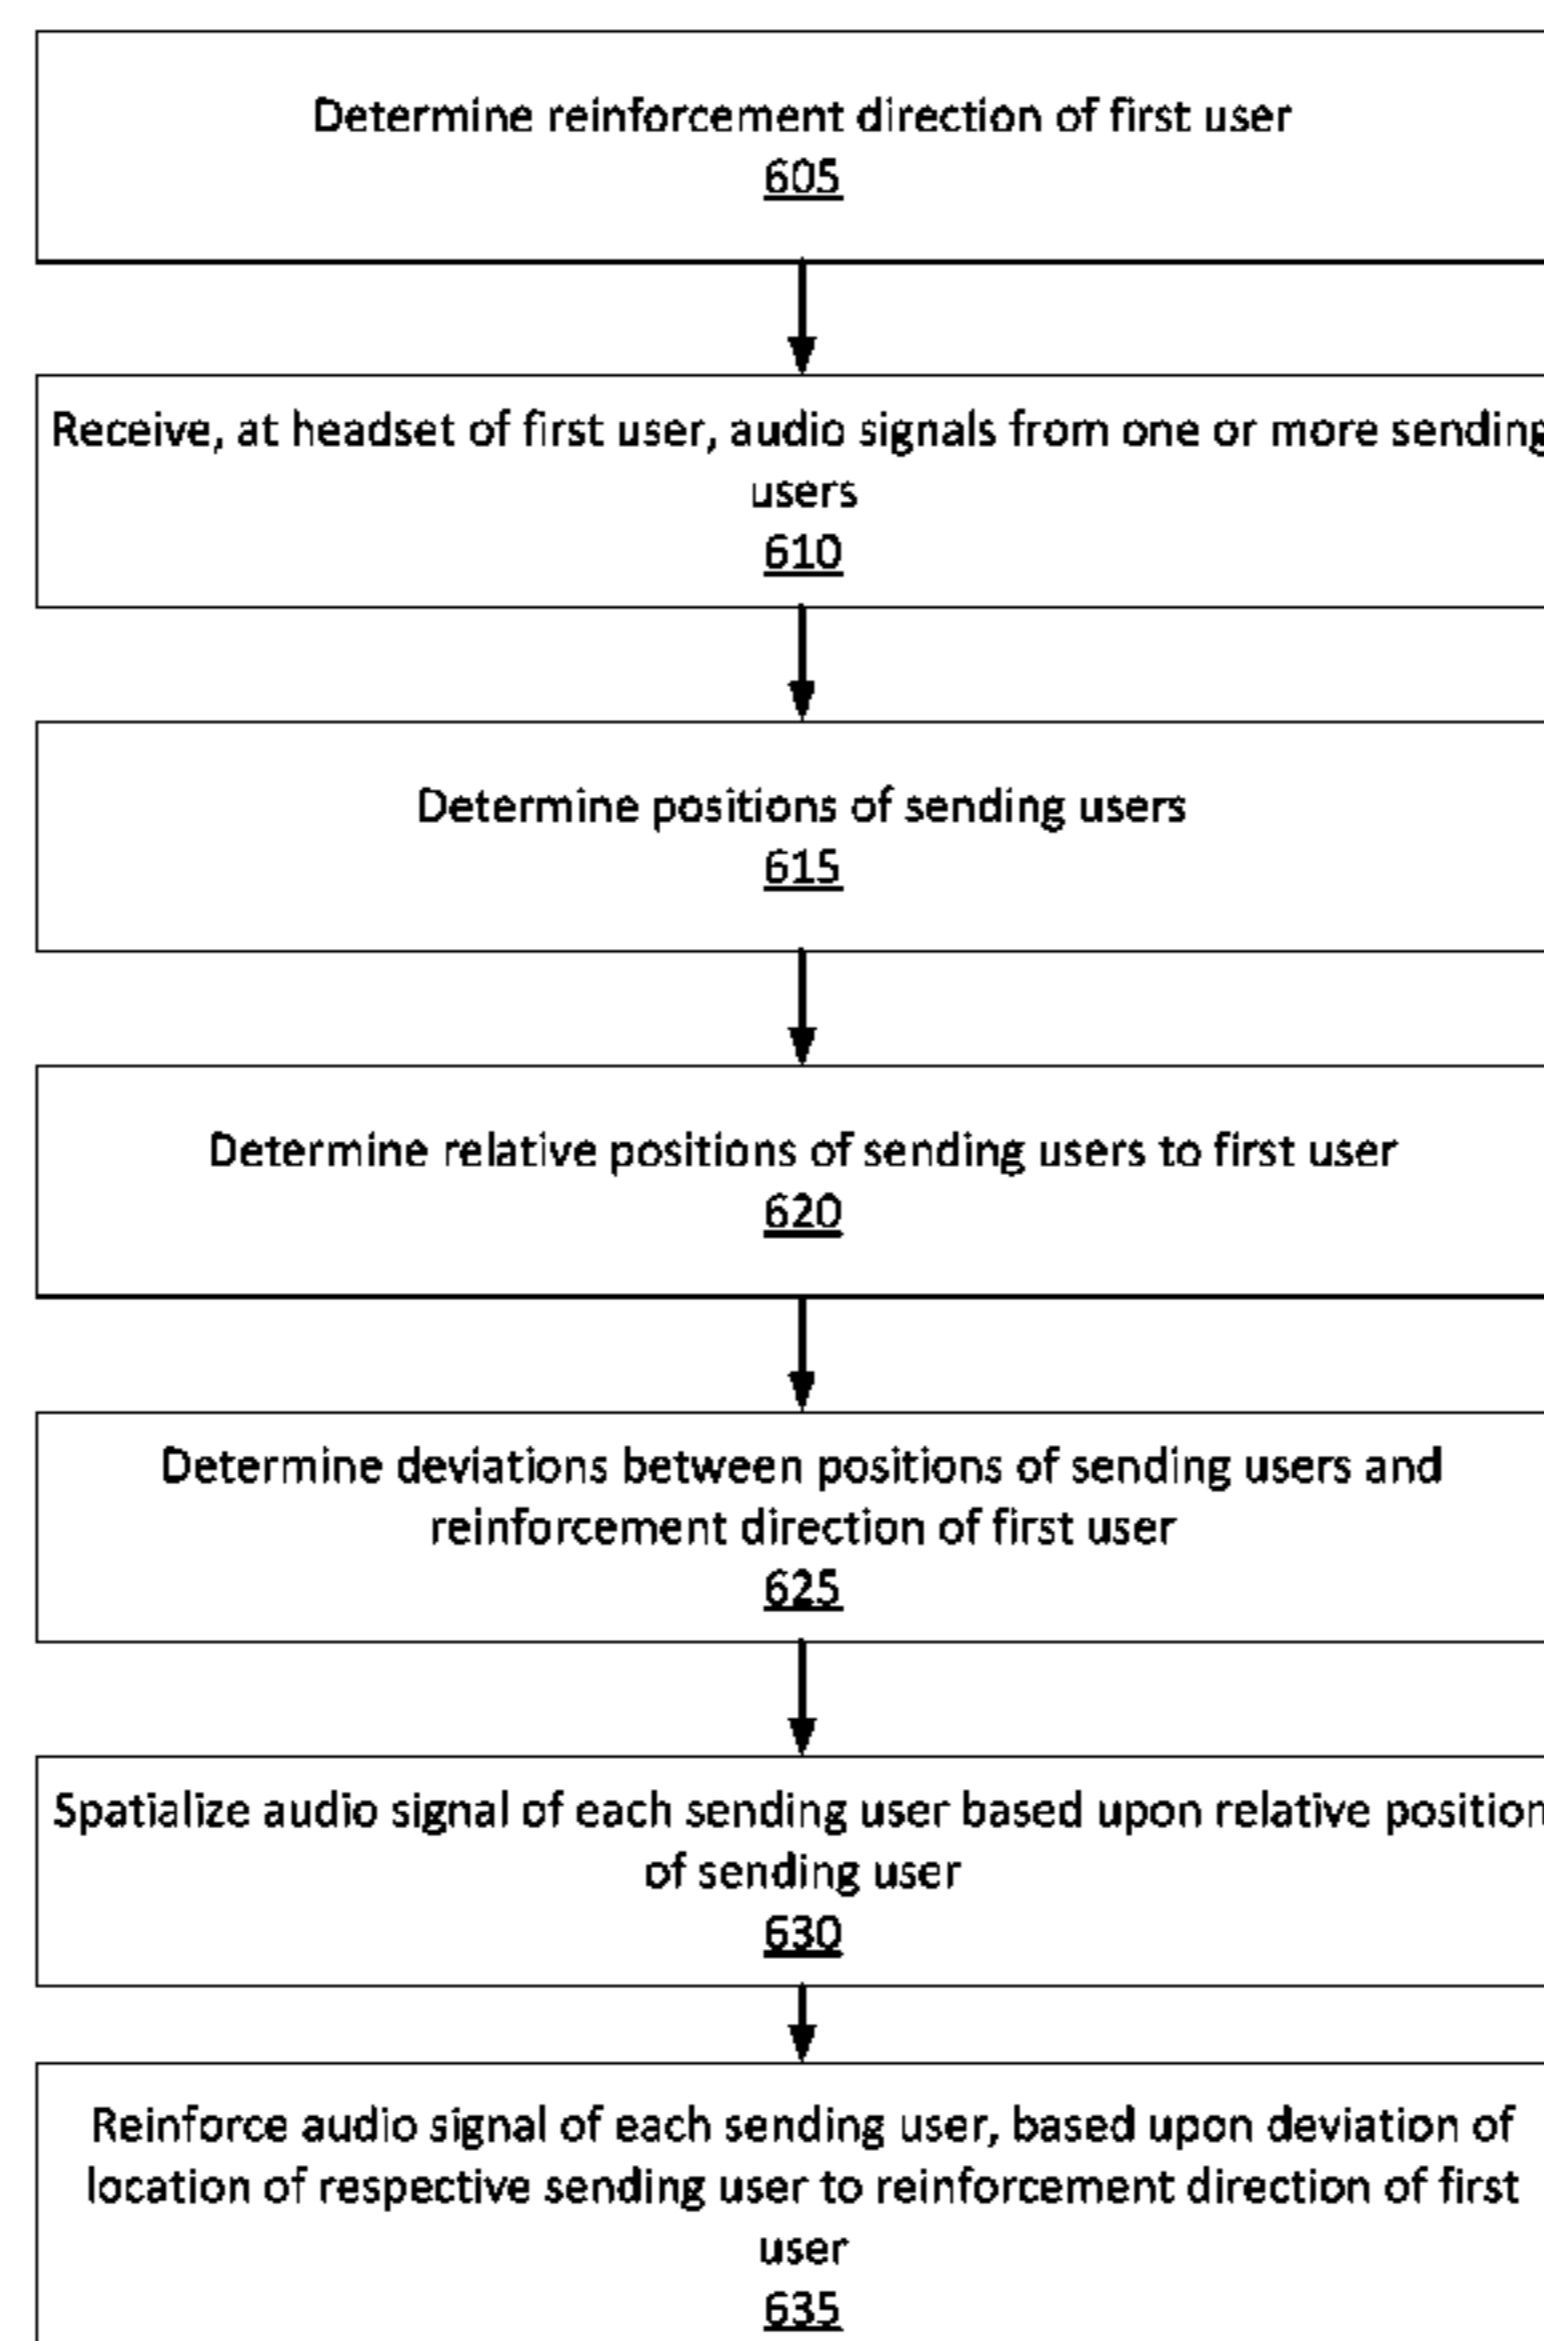 Determine reinforcement direction of first user
605
Receive, at headset of first user, audio signals from one or more sending
users
610
Determine positions of sending users
615
Determine relative positions of sending users to first user
620
Determine deviations between positions of sending users and
reinforcement direction of first user
625
Spatialize audio signal of each sending user based upon relative position
of sending user
630
Reinforce audio signal of each sending user, based upon deviation of
location of respective sending user to reinforcement direction of first
user
635